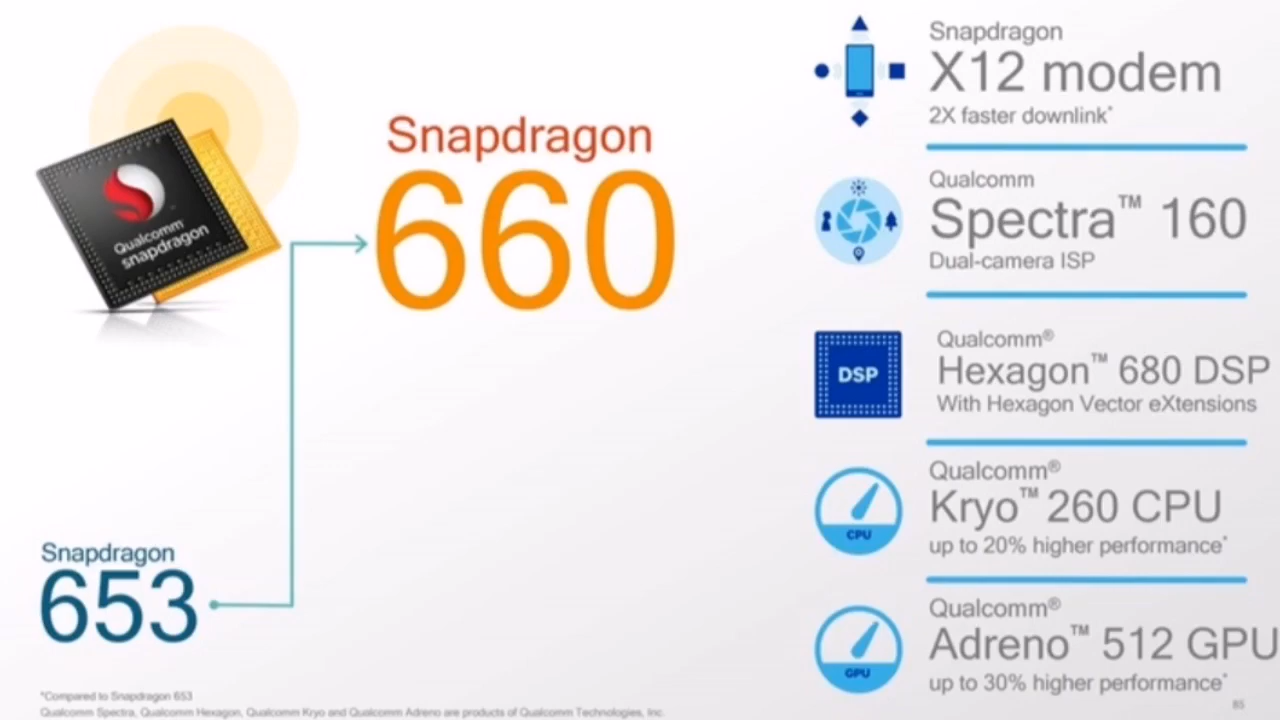 Qualcomm
snapdragon
Snapdragon
660
Snapdragon
653
Snapdragon
X12 modem
2X faster downlink*
Qualcomm
Spectra™ 160
Dual-camera ISP
DSP
Qualcomm®
Hexagon™ 680 DSP
With Hexagon Vector eXtensions
CPU
Qualcomm®
Kryo™ 260 CPU
up to 20% higher performance*
GPU
Qualcomm®
Adreno™ 512 GPU
up to 30% higher performance*
*Compared to Snapdragon 653
Qualcomm Spectra, Qualcomm Hexagon, Qualcomm Kryo and Qualcomm Adreno are products of Qualcomm Technologies, Inc.
85